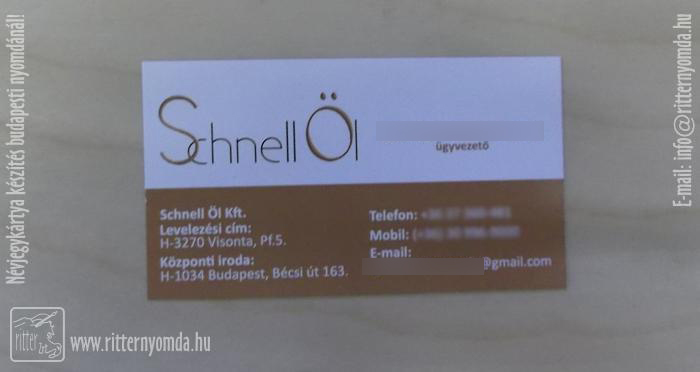 Schnell Öl
ügyvezető
Schnell Öl Kft.
Levelezési cím:
H-3270 Visonta, Pf.5.
Központi iroda:
H-1034 Budapest, Bécsi út 163.
Telefon:
Mobil:
E-mail:
@gmail.com
Névjegykártya készítés budapesti nyomdánál!
E-mail: info@ritternyomda.hu
ritter
www.ritternyomda.hu